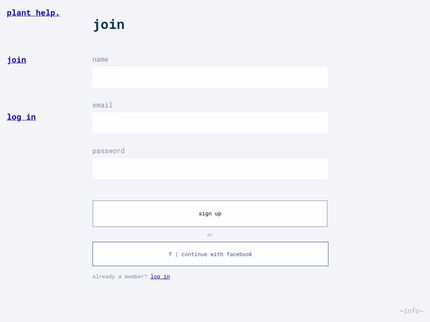 plant help.
join
join
log in
name
email
password
sign up
or
f | continue with facebook
already a member? log in
~info~